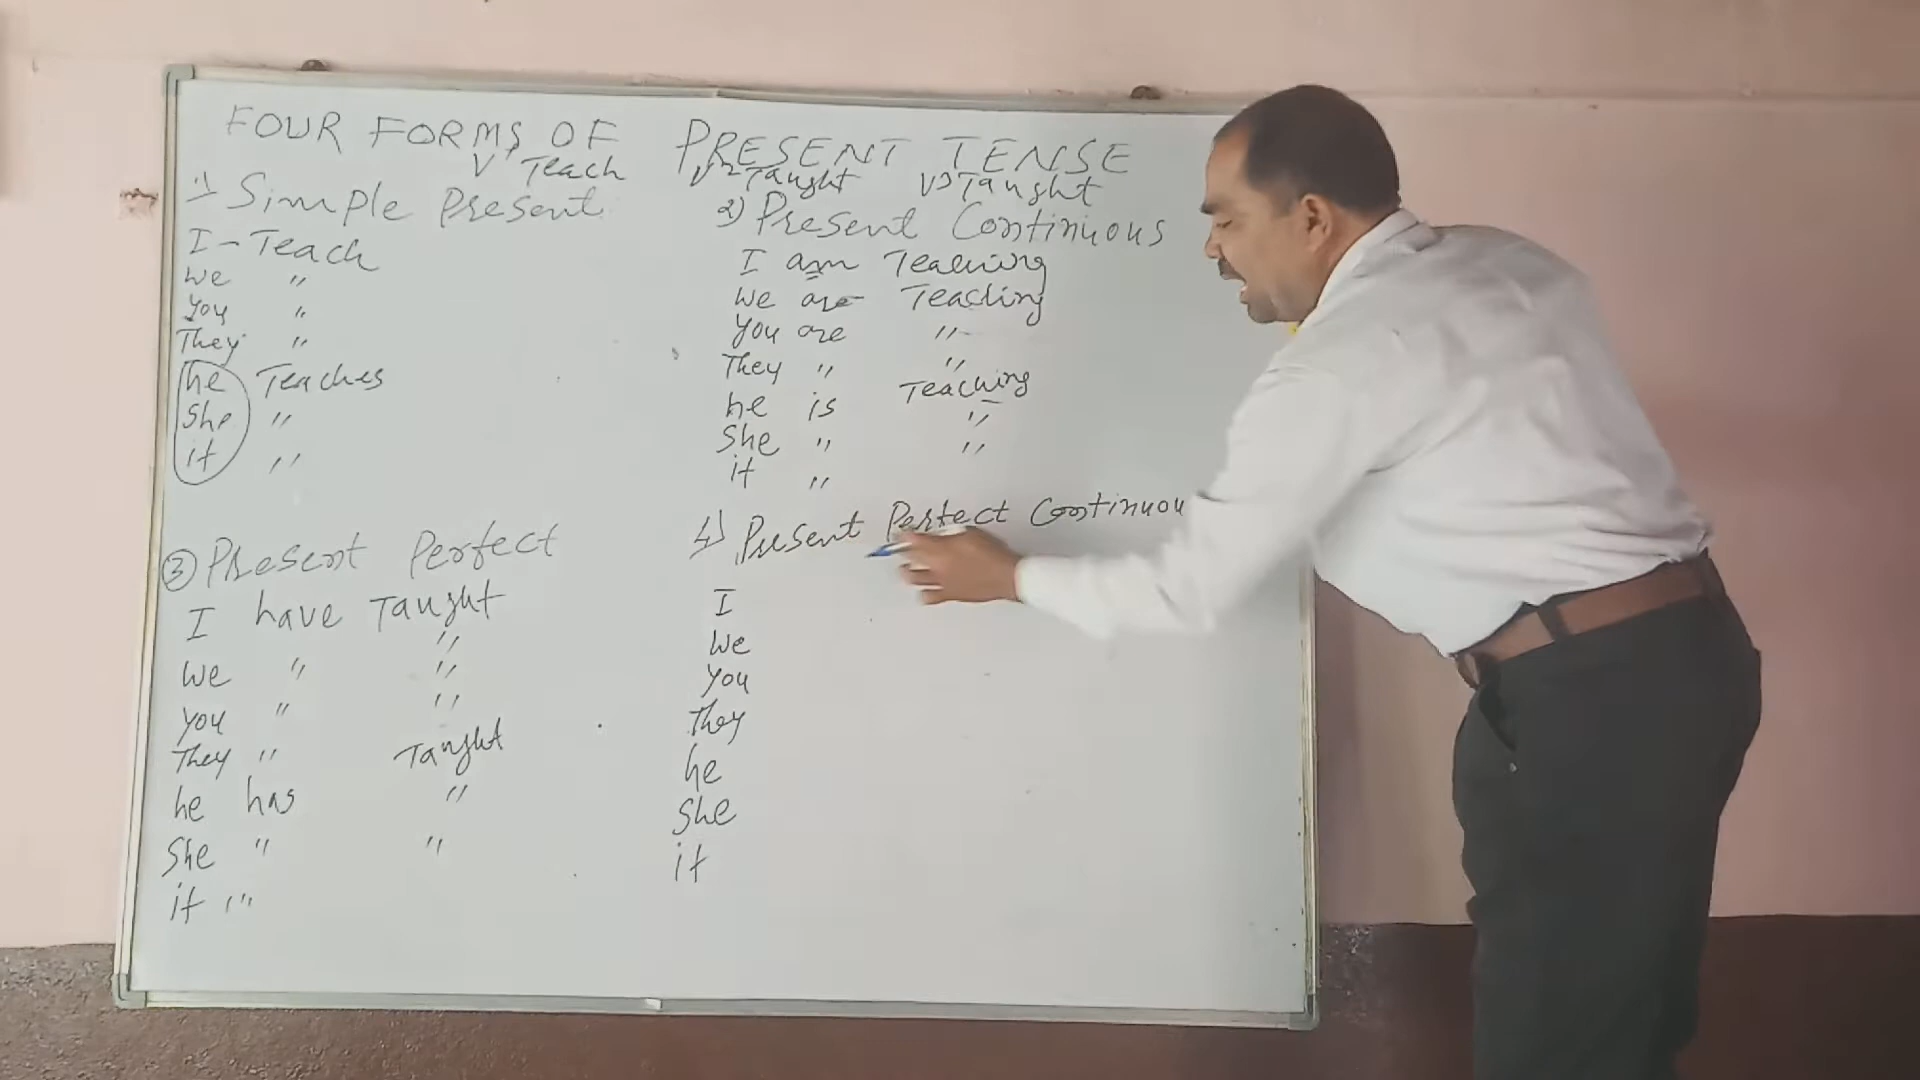 FOUR FORMS OF PRESENT TENSE
V' Teach V2 Taught V3 Taught
1) Simple Present
I - Teach
We "
You "
They "
he Teaches
She "
it "
2) Present Continuous
I am Teaching
We are Teaching
You are "
They " "
he is Teaching
She " "
it " "
③ Present Perfect
I have Taught
We " "
You " "
They " "
he has Taught
She " "
it " "
4) Present Perfect Continuou
I
We
You
They
he
She
it